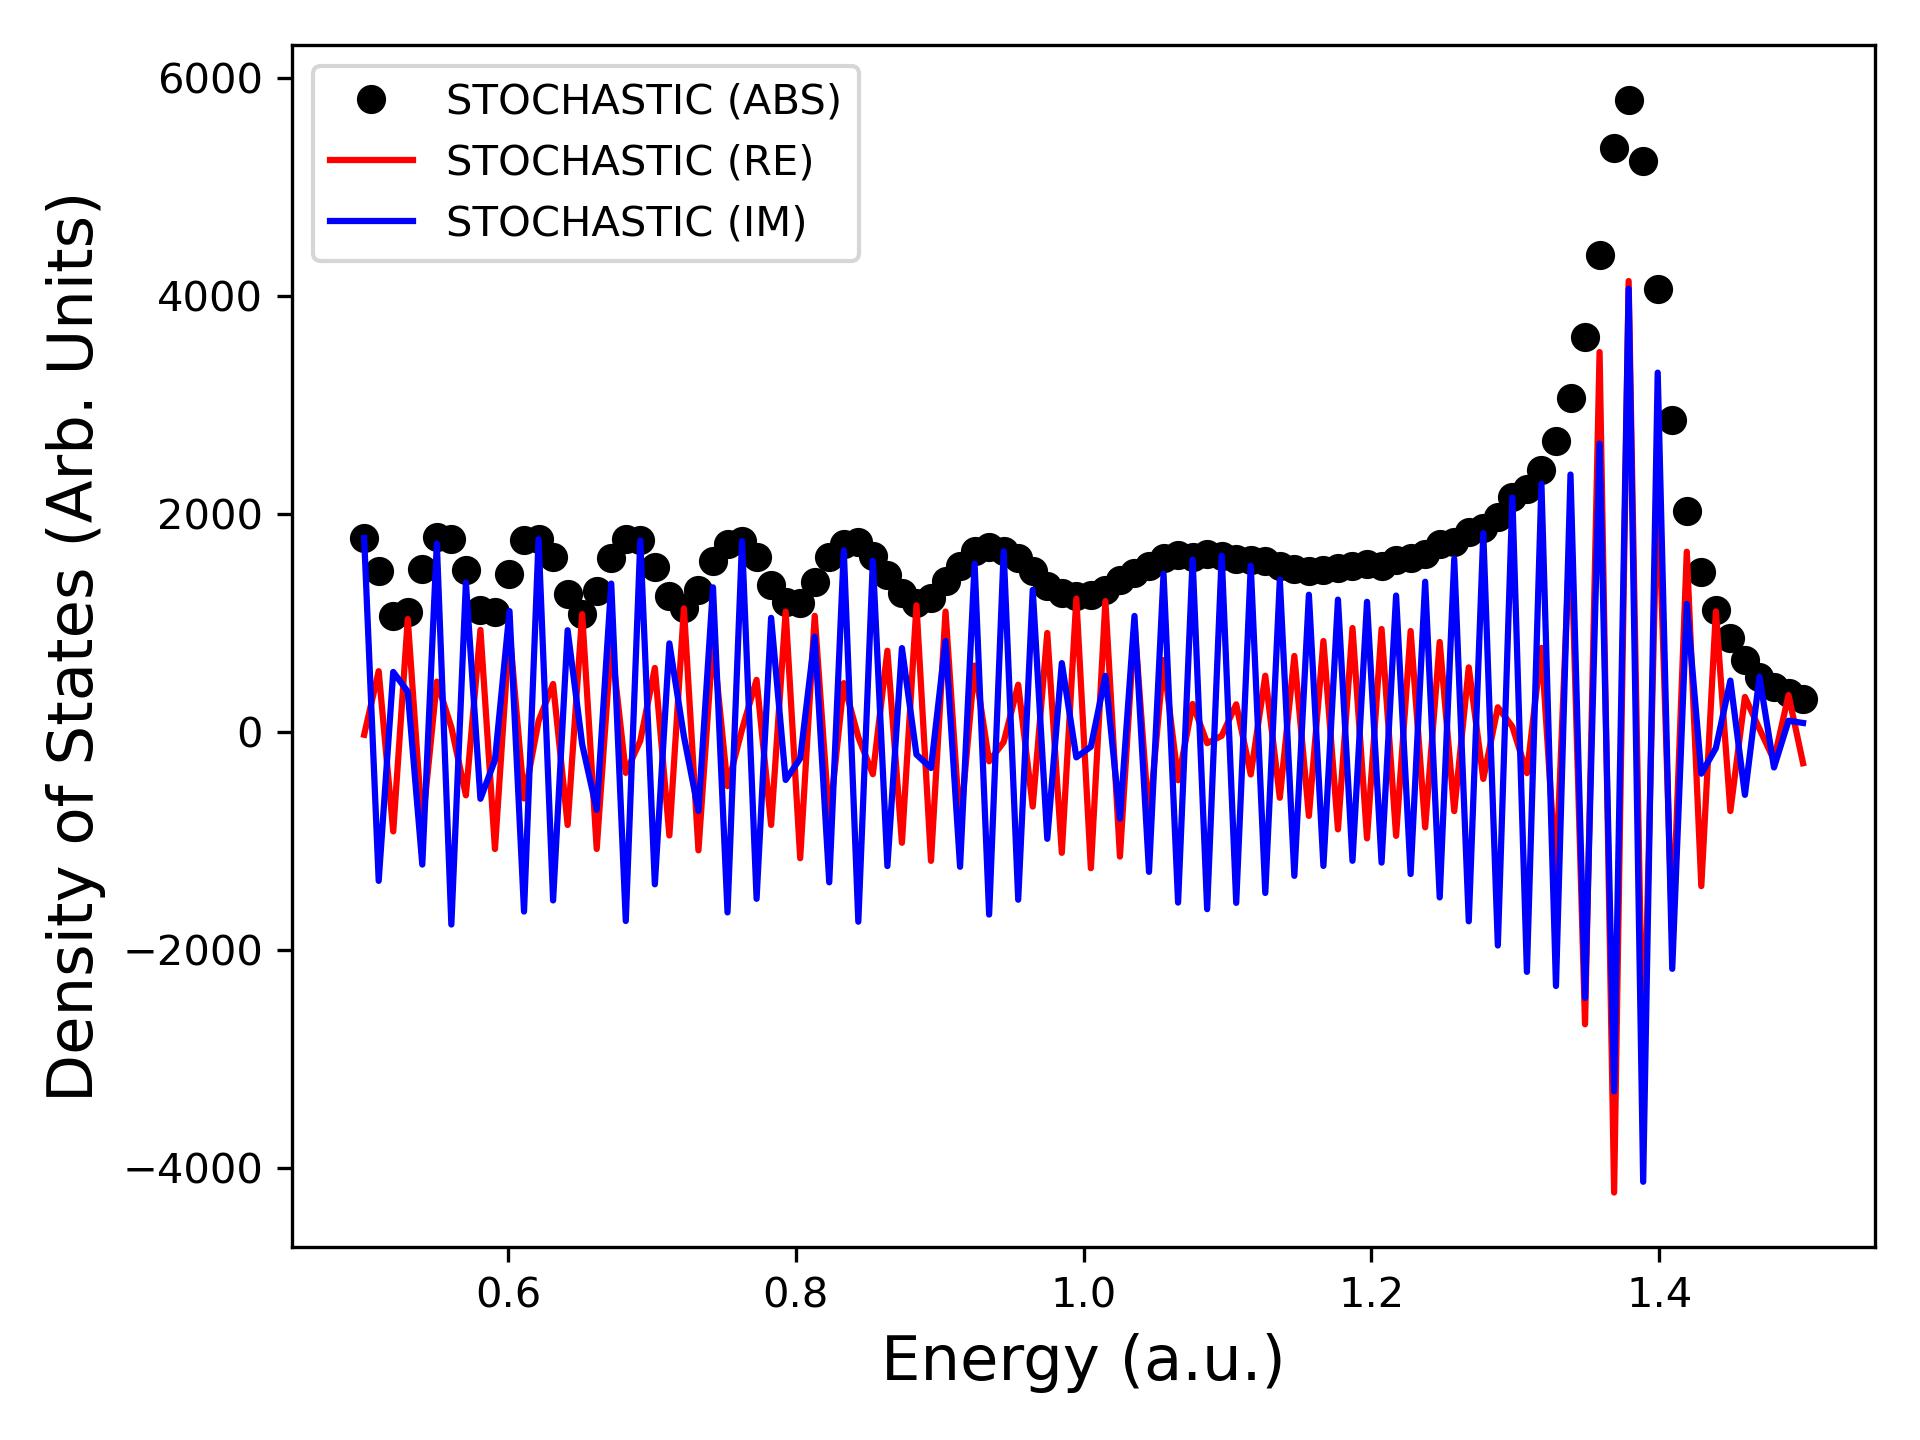 6000
4000
2000
0
−2000
−4000
Density of States (Arb. Units)
STOCHASTIC (ABS)
STOCHASTIC (RE)
STOCHASTIC (IM)
0.6 0.8 1.0 1.2 1.4
Energy (a.u.)